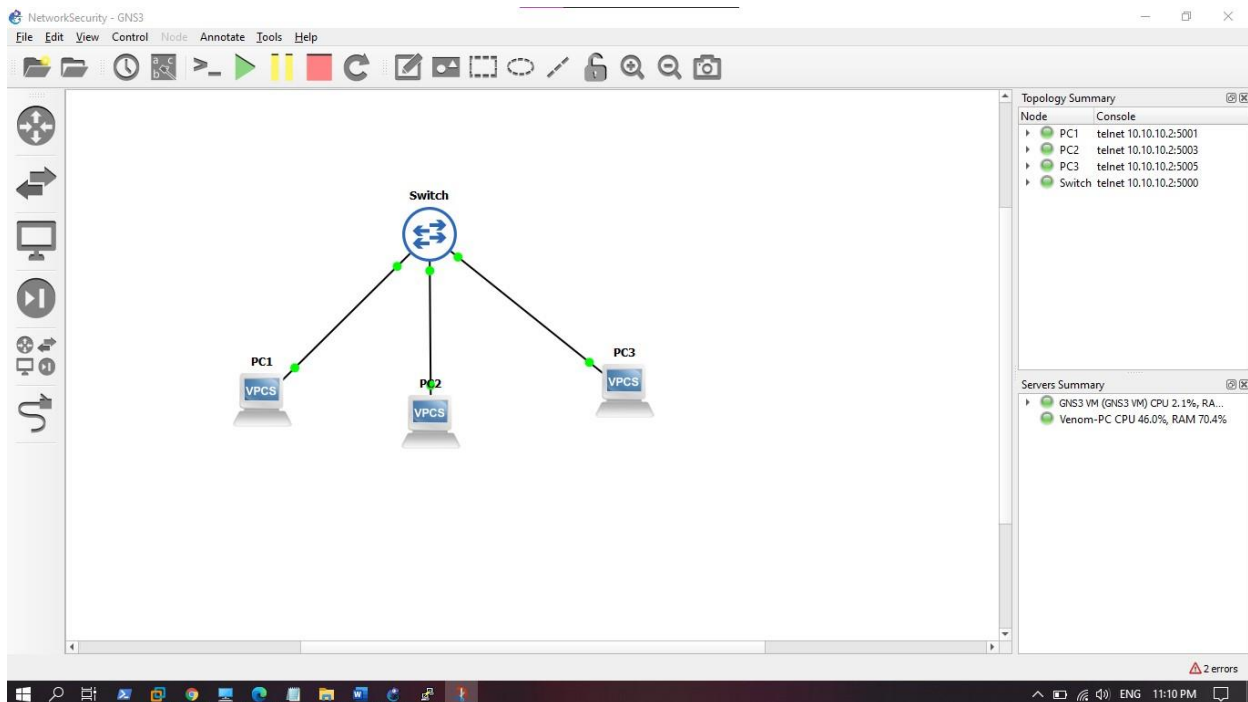 NetworkSecurity - GNS3
File Edit View Control Node Annotate Tools Help
Topology Summary
Node Console
PC1 telnet 10.10.10.2:5001
PC2 telnet 10.10.10.2:5003
PC3 telnet 10.10.10.2:5005
Switch telnet 10.10.10.2:5000
Switch
PC1
VPCS
PC2
VPCS
PC3
VPCS
Servers Summary
GNS3 VM (GNS3 VM) CPU 2.1%, RA...
Venom-PC CPU 46.0%, RAM 70.4%
2 errors
ENG 11:10 PM